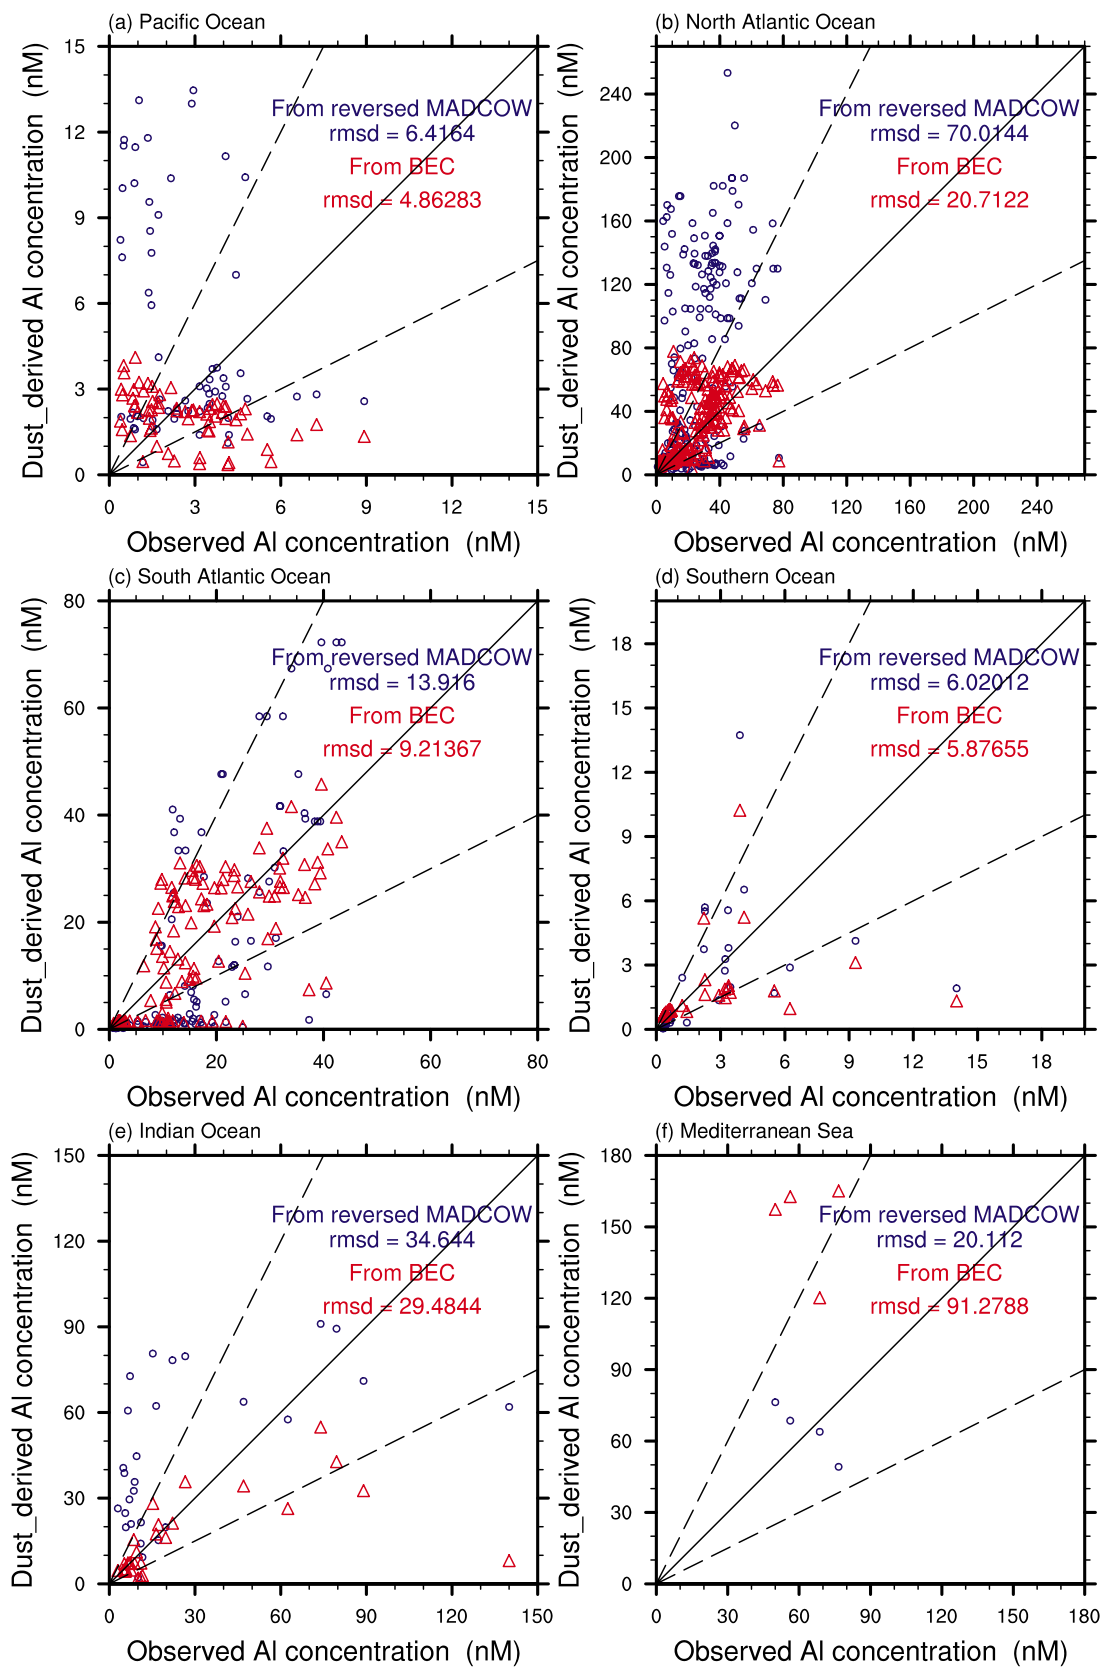 (a) Pacific Ocean
Dust_derived Al concentration (nM)
15
12
9
6
3
0
From reversed MADCOW
rmsd = 6.4164
From BEC
rmsd = 4.86283
0 3 6 9 12 15
Observed Al concentration (nM)
(b) North Atlantic Ocean
Dust_derived Al concentration (nM)
240
200
160
120
80
40
0
From reversed MADCOW
rmsd = 70.0144
From BEC
rmsd = 20.7122
0 40 80 120 160 200 240
Observed Al concentration (nM)
(c) South Atlantic Ocean
Dust_derived Al concentration (nM)
80
60
40
20
0
From reversed MADCOW
rmsd = 13.916
From BEC
rmsd = 9.21367
0 20 40 60 80
Observed Al concentration (nM)
(d) Southern Ocean
Dust_derived Al concentration (nM)
18
15
12
9
6
3
0
From reversed MADCOW
rmsd = 6.02012
From BEC
rmsd = 5.87655
0 3 6 9 12 15 18
Observed Al concentration (nM)
(e) Indian Ocean
Dust_derived Al concentration (nM)
150
120
90
60
30
0
From reversed MADCOW
rmsd = 34.644
From BEC
rmsd = 29.4844
0 30 60 90 120 150
Observed Al concentration (nM)
(f) Mediterranean Sea
Dust_derived Al concentration (nM)
180
150
120
90
60
30
0
From reversed MADCOW
rmsd = 20.112
From BEC
rmsd = 91.2788
0 30 60 90 120 150 180
Observed Al concentration (nM)